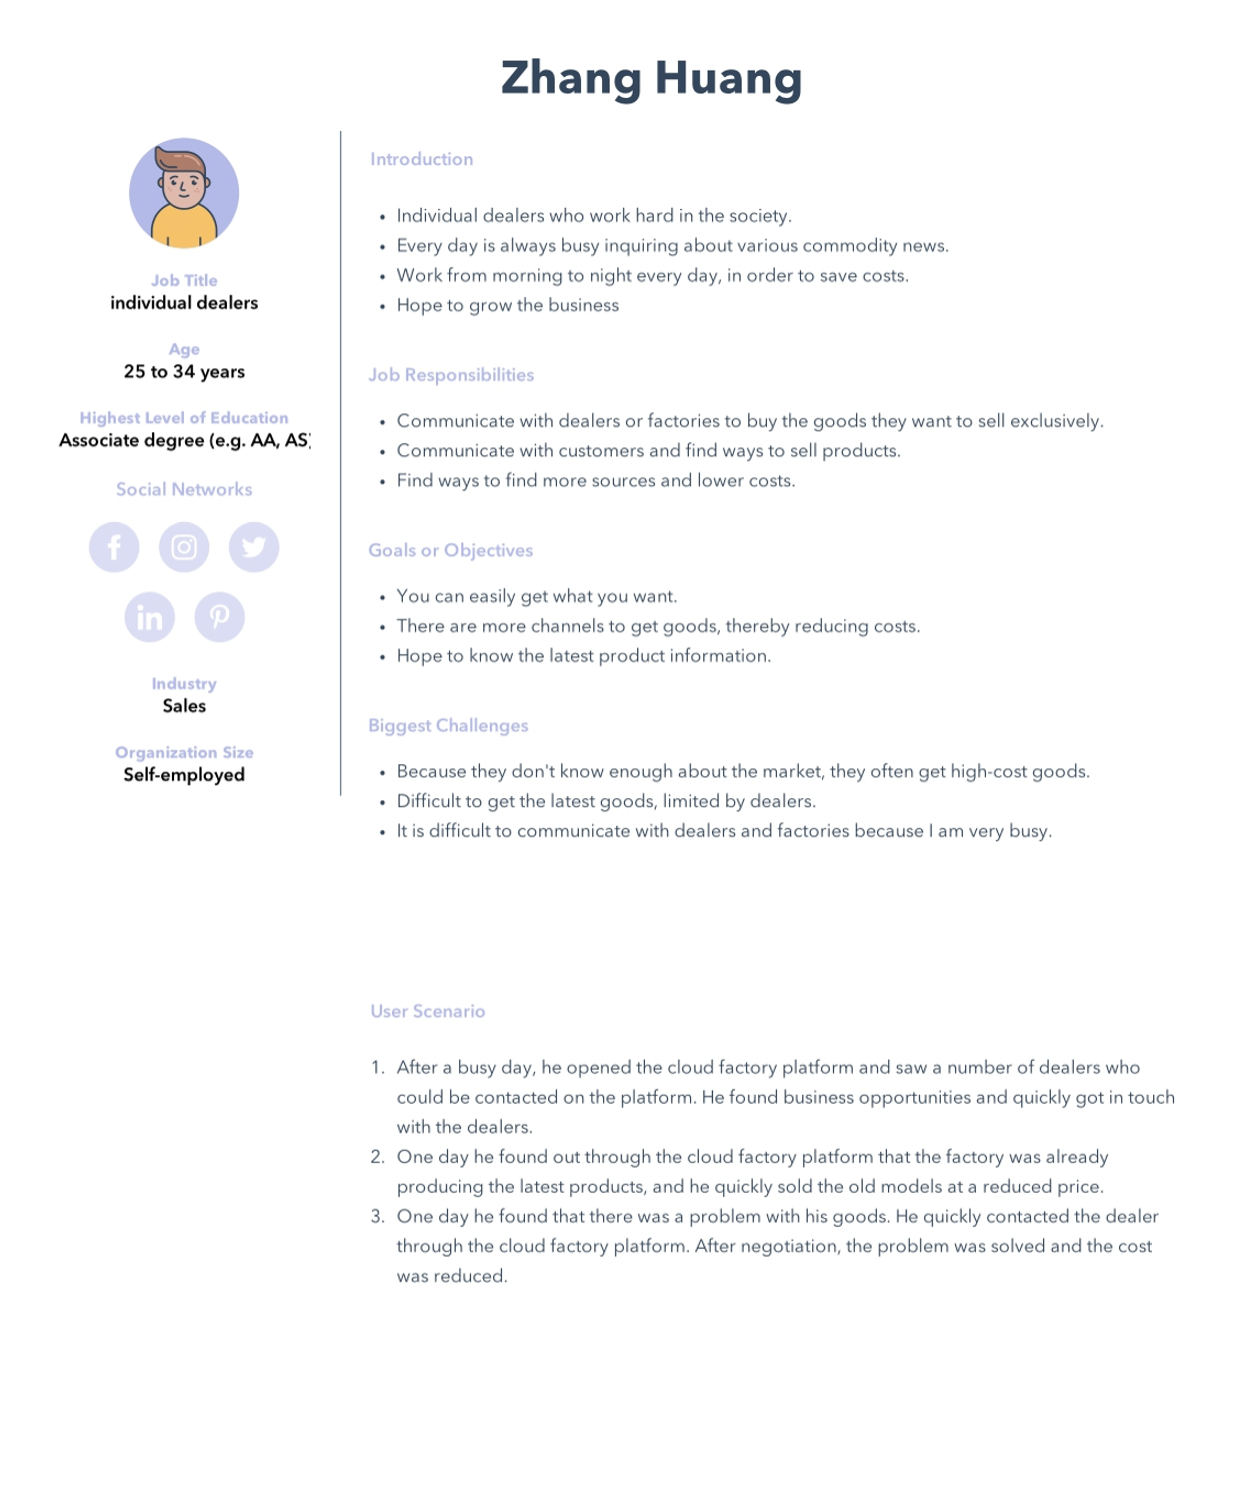 Zhang Huang
Job Title
individual dealers
Age
25 to 34 years
Highest Level of Education
Associate degree (e.g. AA, AS)
Social Networks
Industry
Sales
Organization Size
Self-employed
Introduction
• Individual dealers who work hard in the society.
• Every day is always busy inquiring about various commodity news.
• Work from morning to night every day, in order to save costs.
• Hope to grow the business
Job Responsibilities
• Communicate with dealers or factories to buy the goods they want to sell exclusively.
• Communicate with customers and find ways to sell products.
• Find ways to find more sources and lower costs.
Goals or Objectives
• You can easily get what you want.
• There are more channels to get goods, thereby reducing costs.
• Hope to know the latest product information.
Biggest Challenges
• Because they don't know enough about the market, they often get high-cost goods.
• Difficult to get the latest goods, limited by dealers.
• It is difficult to communicate with dealers and factories because I am very busy.
User Scenario
1. After a busy day, he opened the cloud factory platform and saw a number of dealers who
could be contacted on the platform. He found business opportunities and quickly got in touch
with the dealers.
2. One day he found out through the cloud factory platform that the factory was already
producing the latest products, and he quickly sold the old models at a reduced price.
3. One day he found that there was a problem with his goods. He quickly contacted the dealer
through the cloud factory platform. After negotiation, the problem was solved and the cost
was reduced.